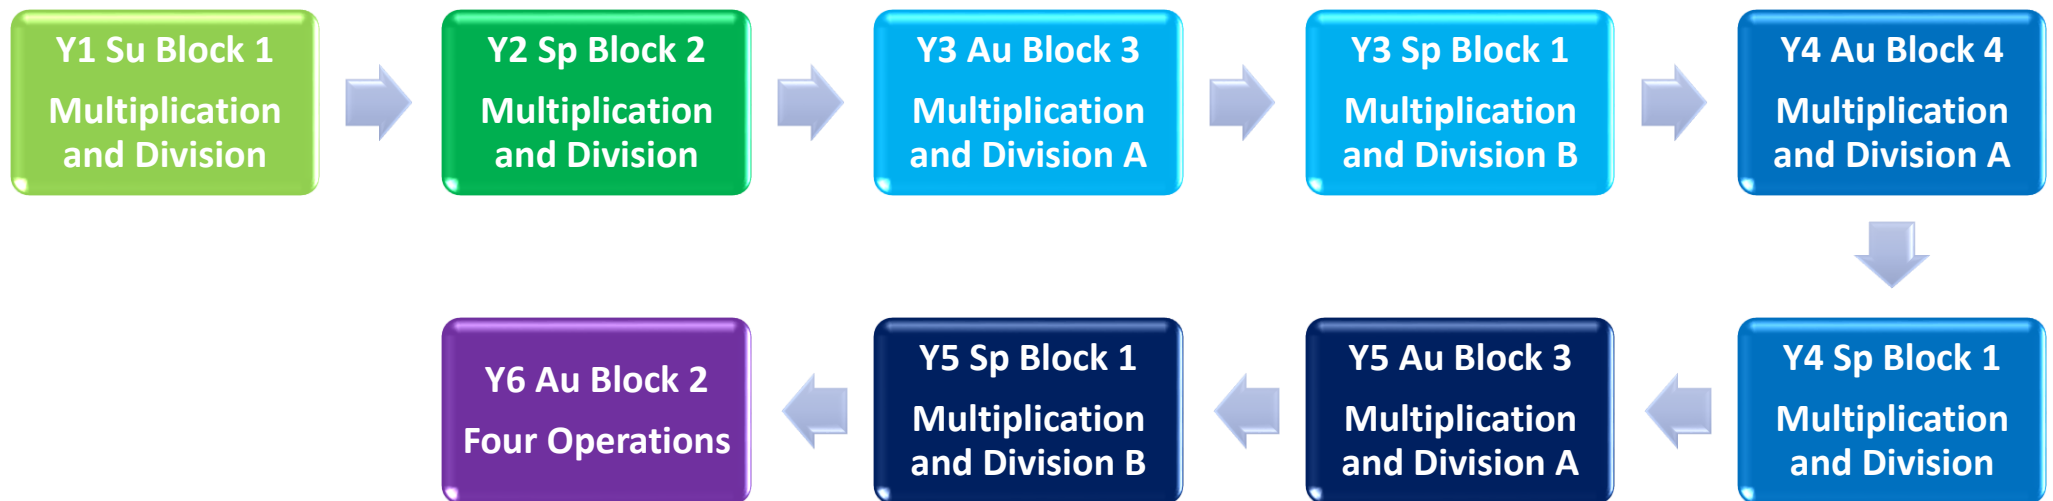 Y1 Su Block 1
Multiplication
and Division
Y2 Sp Block 2
Multiplication
and Division
Y3 Au Block 3
Multiplication
and Division A
Y3 Sp Block 1
Multiplication
and Division B
Y4 Au Block 4
Multiplication
and Division A
Y4 Sp Block 1
Multiplication
and Division
Y5 Au Block 3
Multiplication
and Division A
Y5 Sp Block 1
Multiplication
and Division B
Y6 Au Block 2
Four Operations